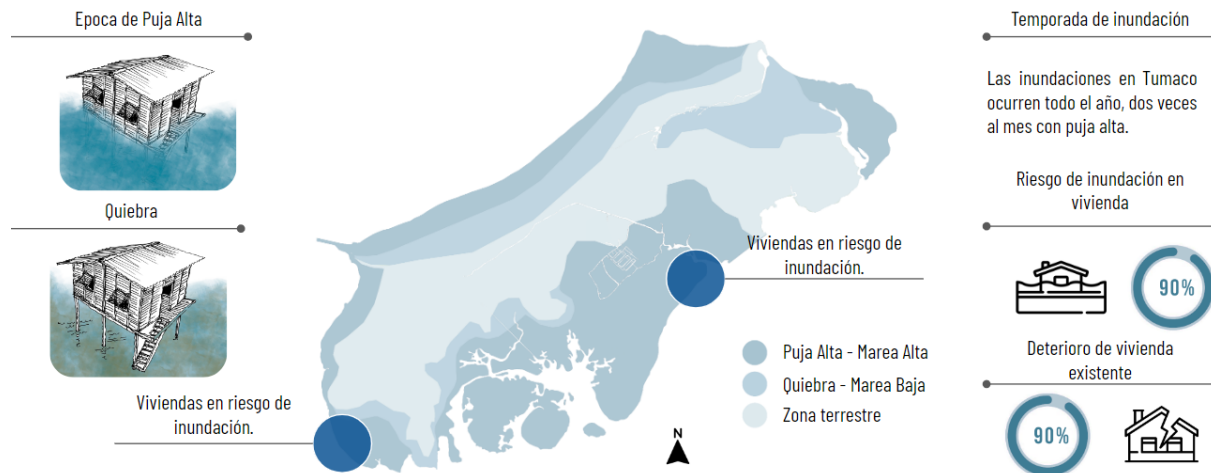 Epoca de Puja Alta
Quiebra
Viviendas en riesgo de
inundación.
Viviendas en riesgo de
inundación.
Puja Alta - Marea Alta
Quiebra - Marea Baja
Zona terrestre
N
Temporada de inundación
Las inundaciones en Tumaco
ocurren todo el año, dos veces
al mes con puja alta.
Riesgo de inundación en
vivienda
90%
Deterioro de vivienda
existente
90%